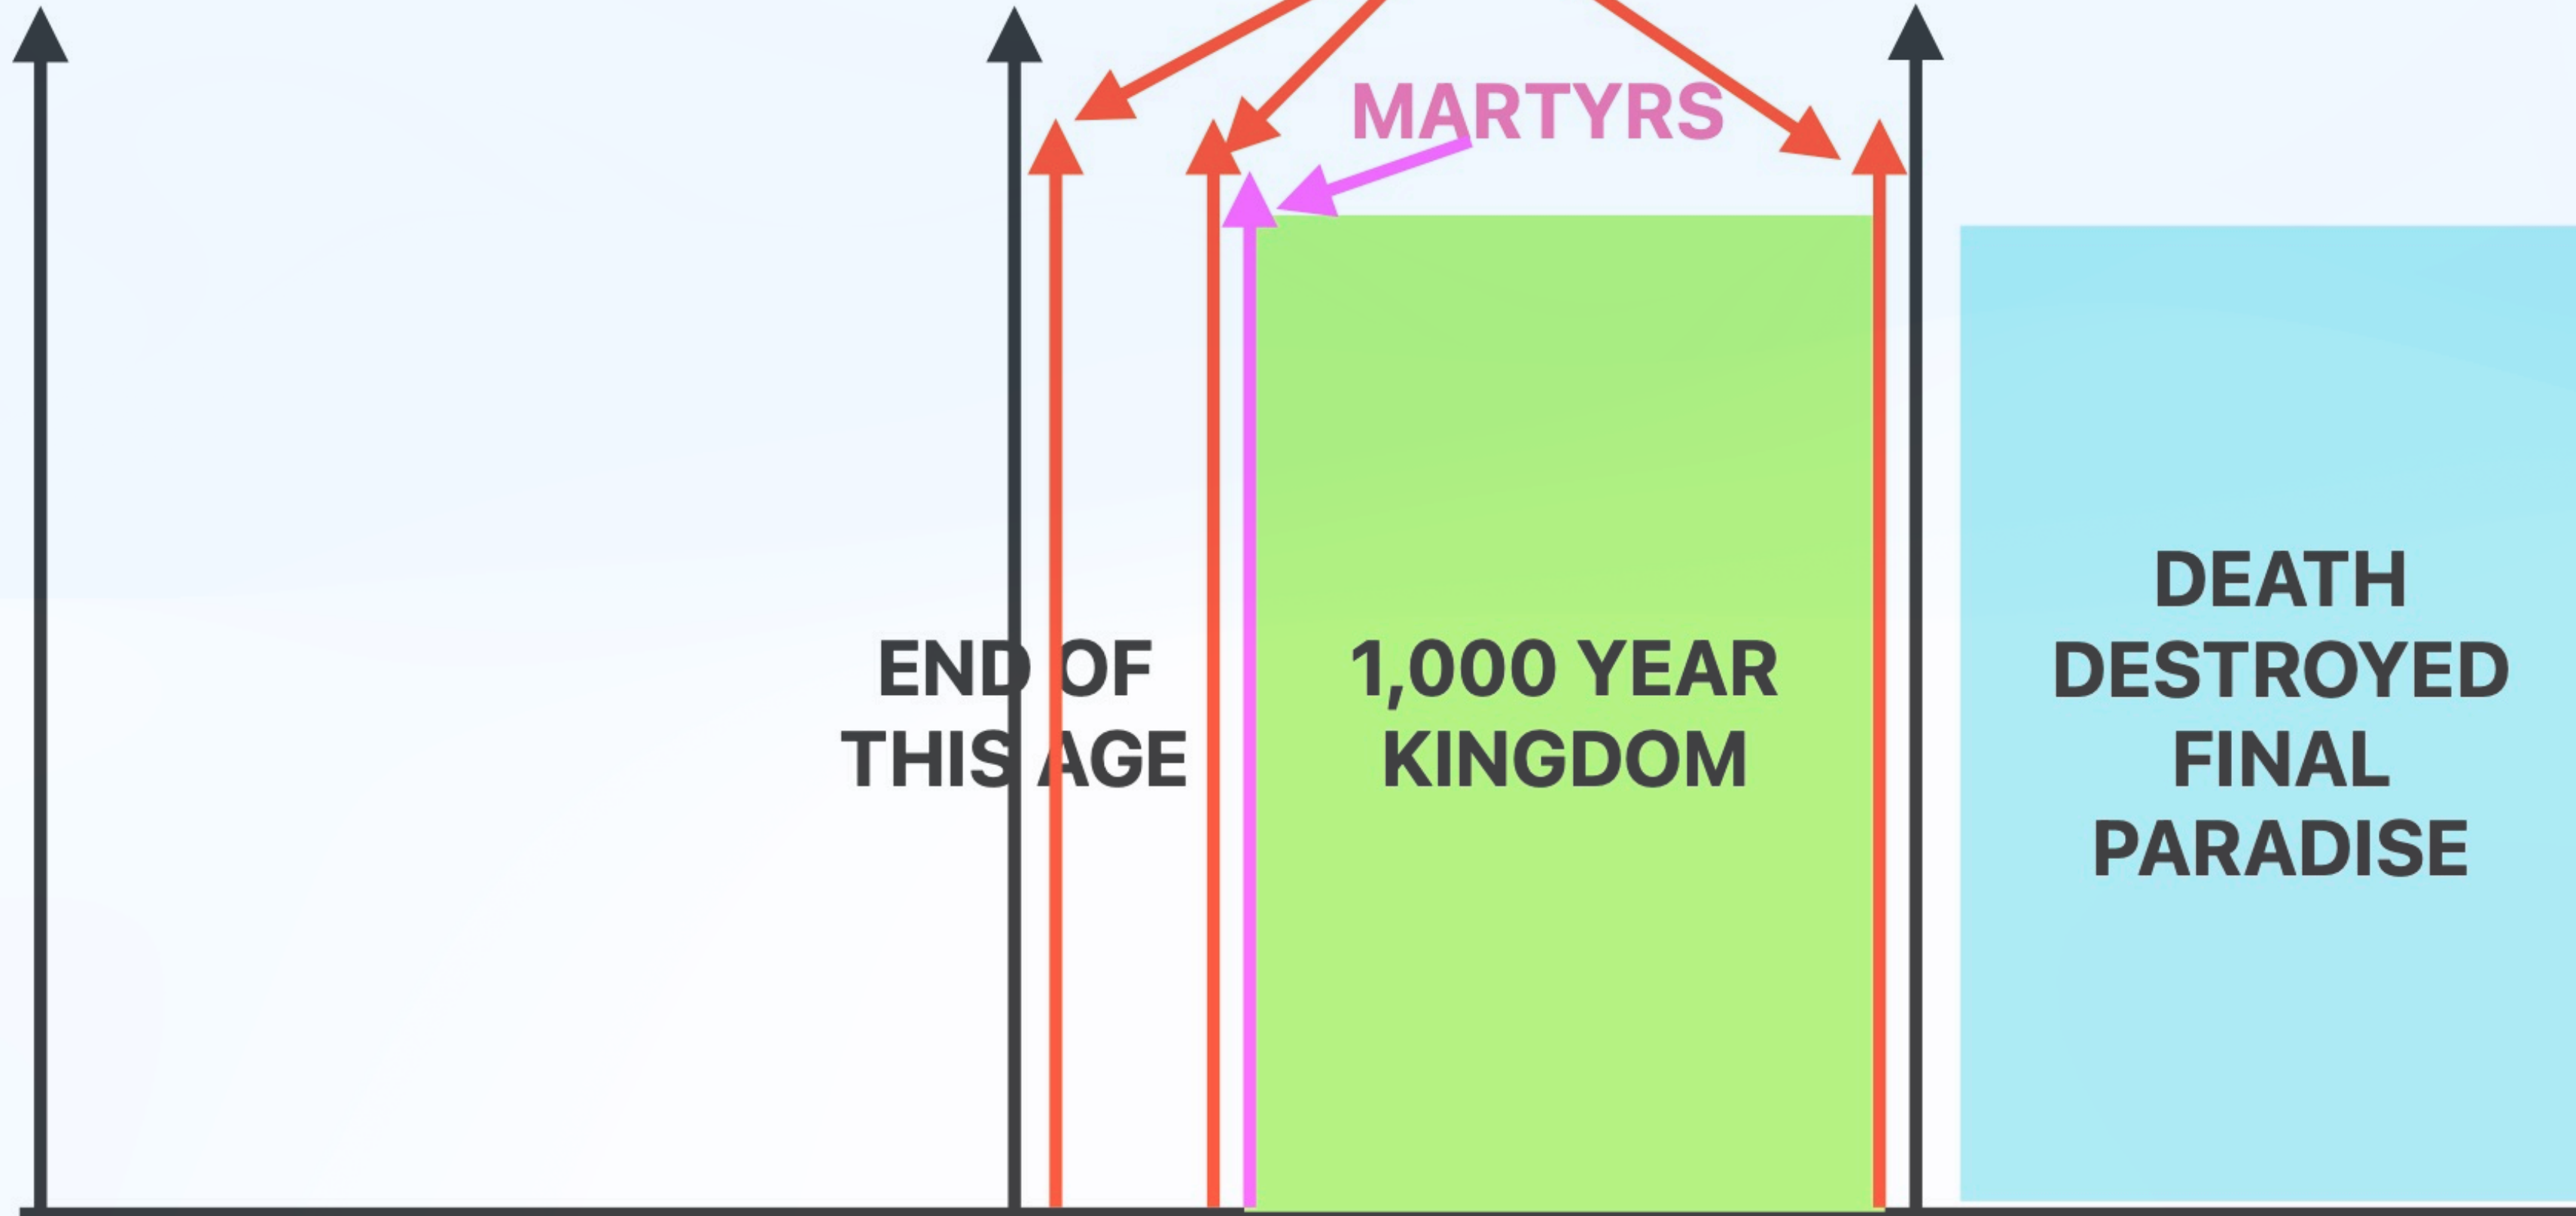 MARTYRS
END OF
THIS AGE
1,000 YEAR
KINGDOM
DEATH
DESTROYED
FINAL
PARADISE